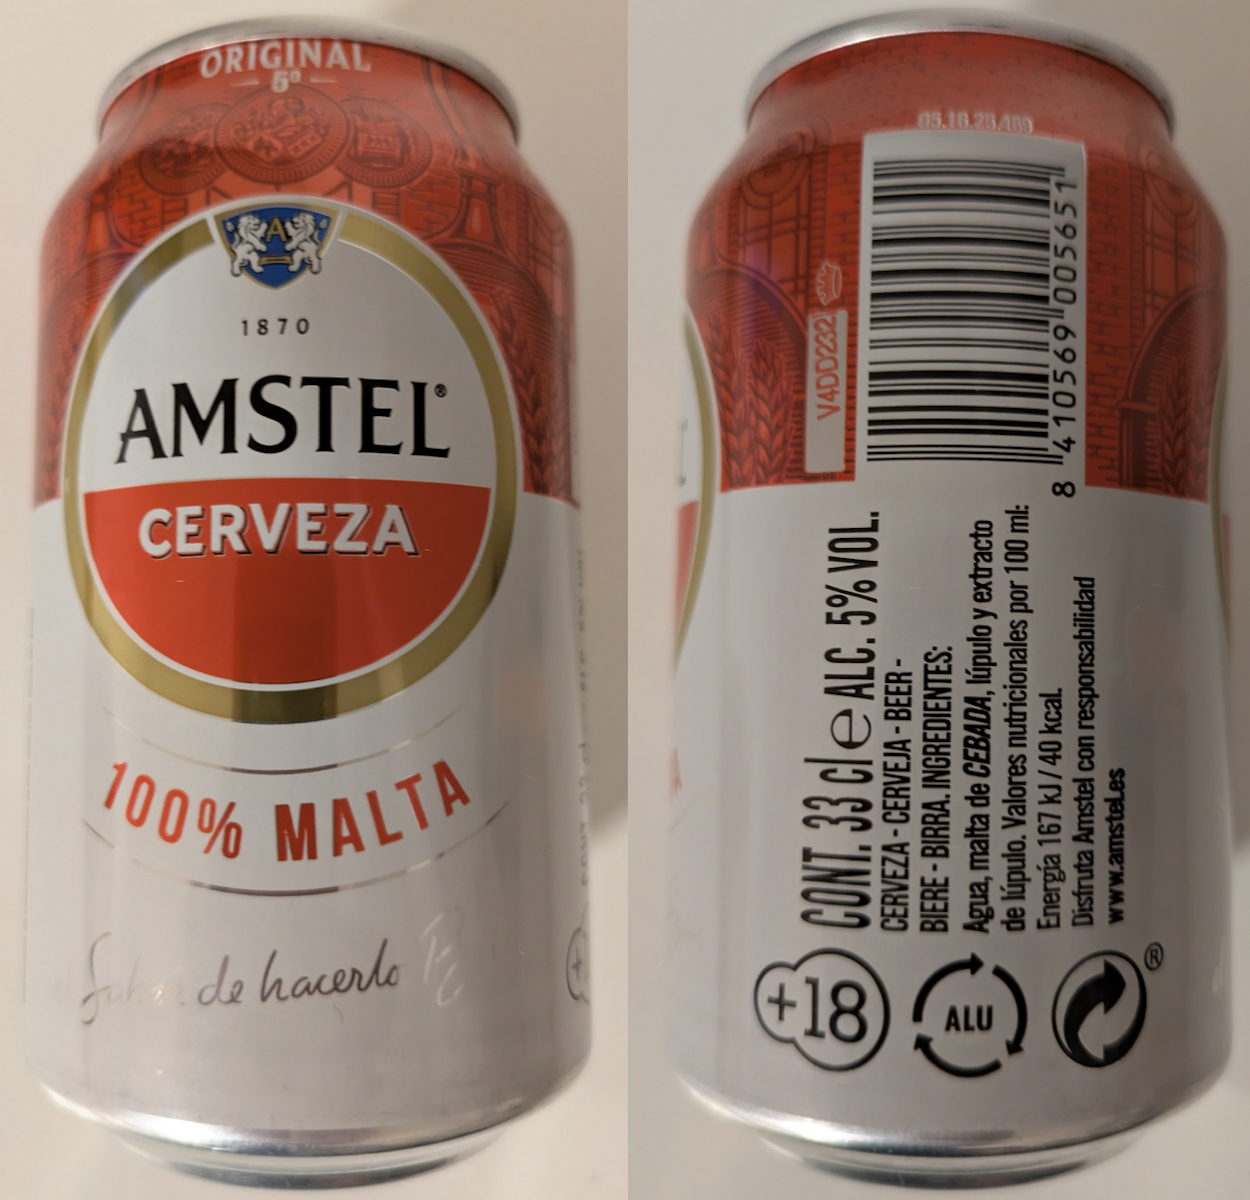 ORIGINAL
5º
A
1870
AMSTEL®
CERVEZA
100% MALTA
de hacerlo
05.16.25.469
V4DD232
8 410569 005651
CONT. 33 cl e ALC. 5% VOL.
CERVEZA - CERVEJA - BEER -
BIERE - BIRRA. INGREDIENTES:
Agua, malta de CEBADA, lúpulo y extracto
de lúpulo. Valores nutricionales por 100 ml:
Energía 167 kJ / 40 kcal.
Disfruta Amstel con responsabilidad
www.amstel.es
+18
ALU
®